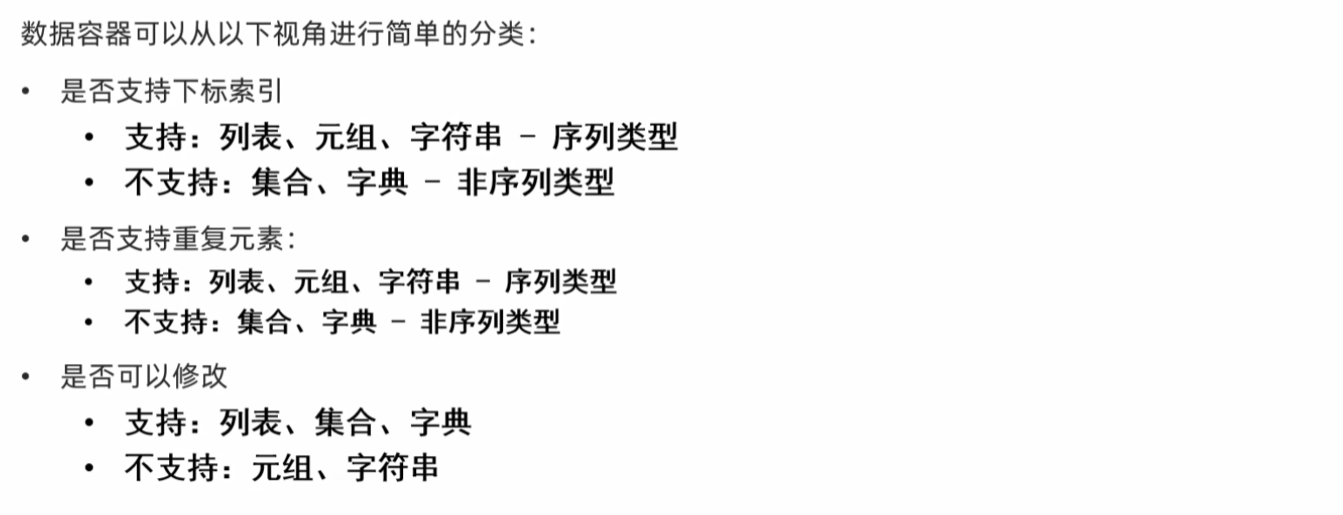 数据容器可以从以下视角进行简单的分类：
• 是否支持下标索引
• 支持：列表、元组、字符串 - 序列类型
• 不支持：集合、字典 - 非序列类型
• 是否支持重复元素：
• 支持：列表、元组、字符串 - 序列类型
• 不支持：集合、字典 - 非序列类型
• 是否可以修改
• 支持：列表、集合、字典
• 不支持：元组、字符串